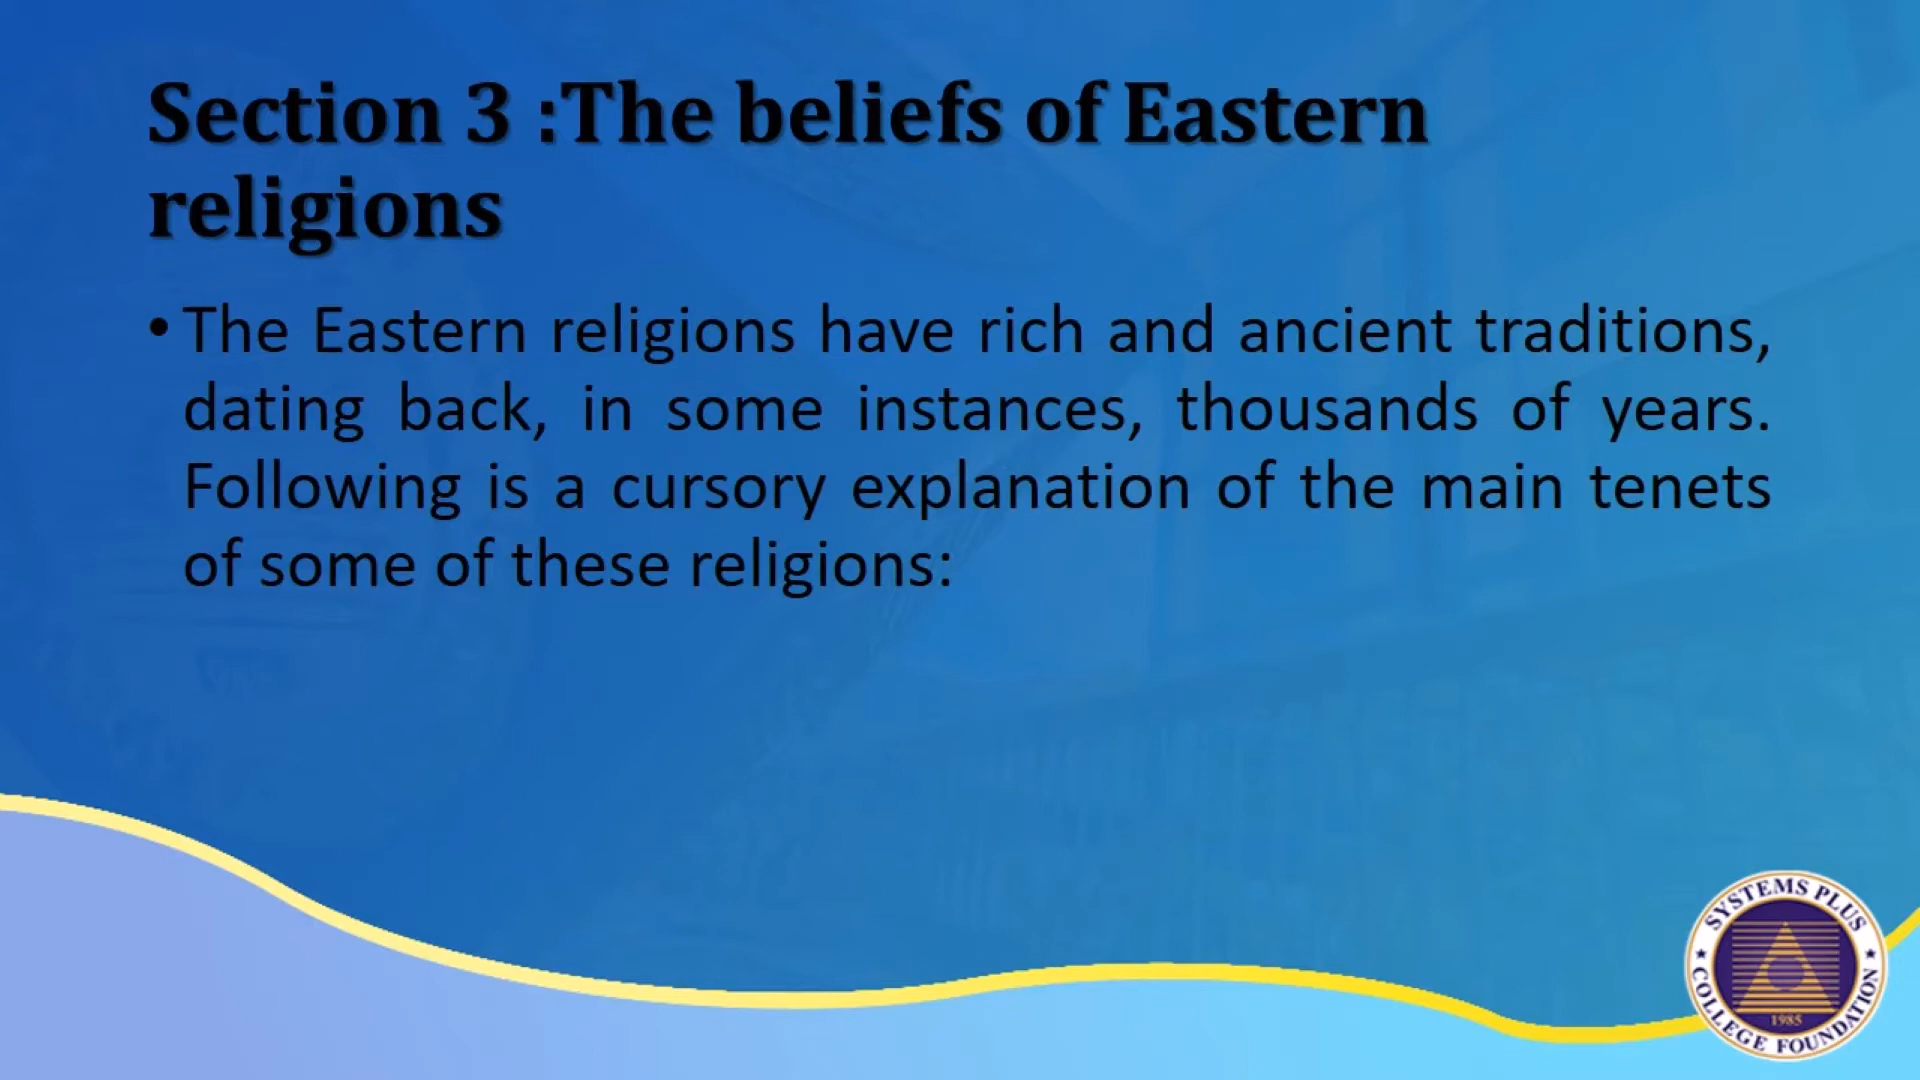 Section 3 :The beliefs of Eastern
religions
• The Eastern religions have rich and ancient traditions,
dating back, in some instances, thousands of years.
Following is a cursory explanation of the main tenets
of some of these religions:
SYSTEMS PLUS
COLLEGE FOUNDATION
1985